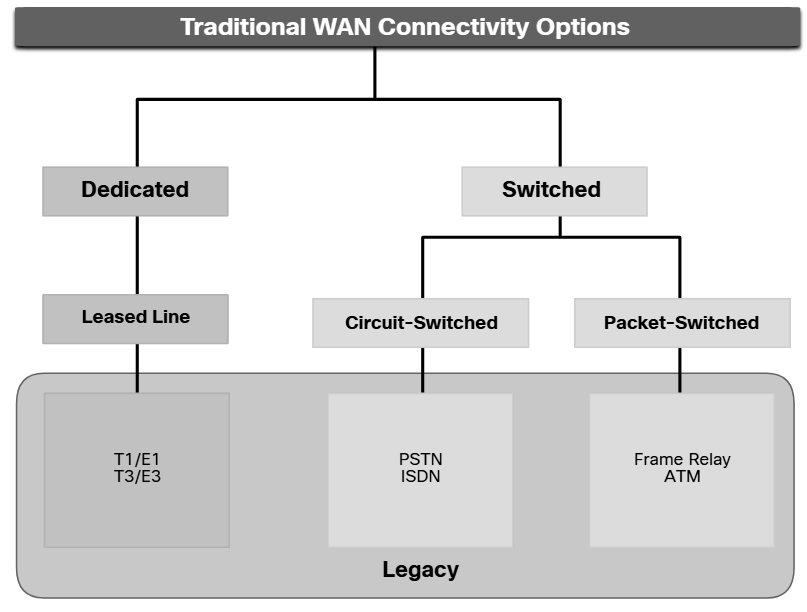 Traditional WAN Connectivity Options
Dedicated
Switched
Leased Line
Circuit-Switched
Packet-Switched
T1/E1
T3/E3
PSTN
ISDN
Frame Relay
ATM
Legacy